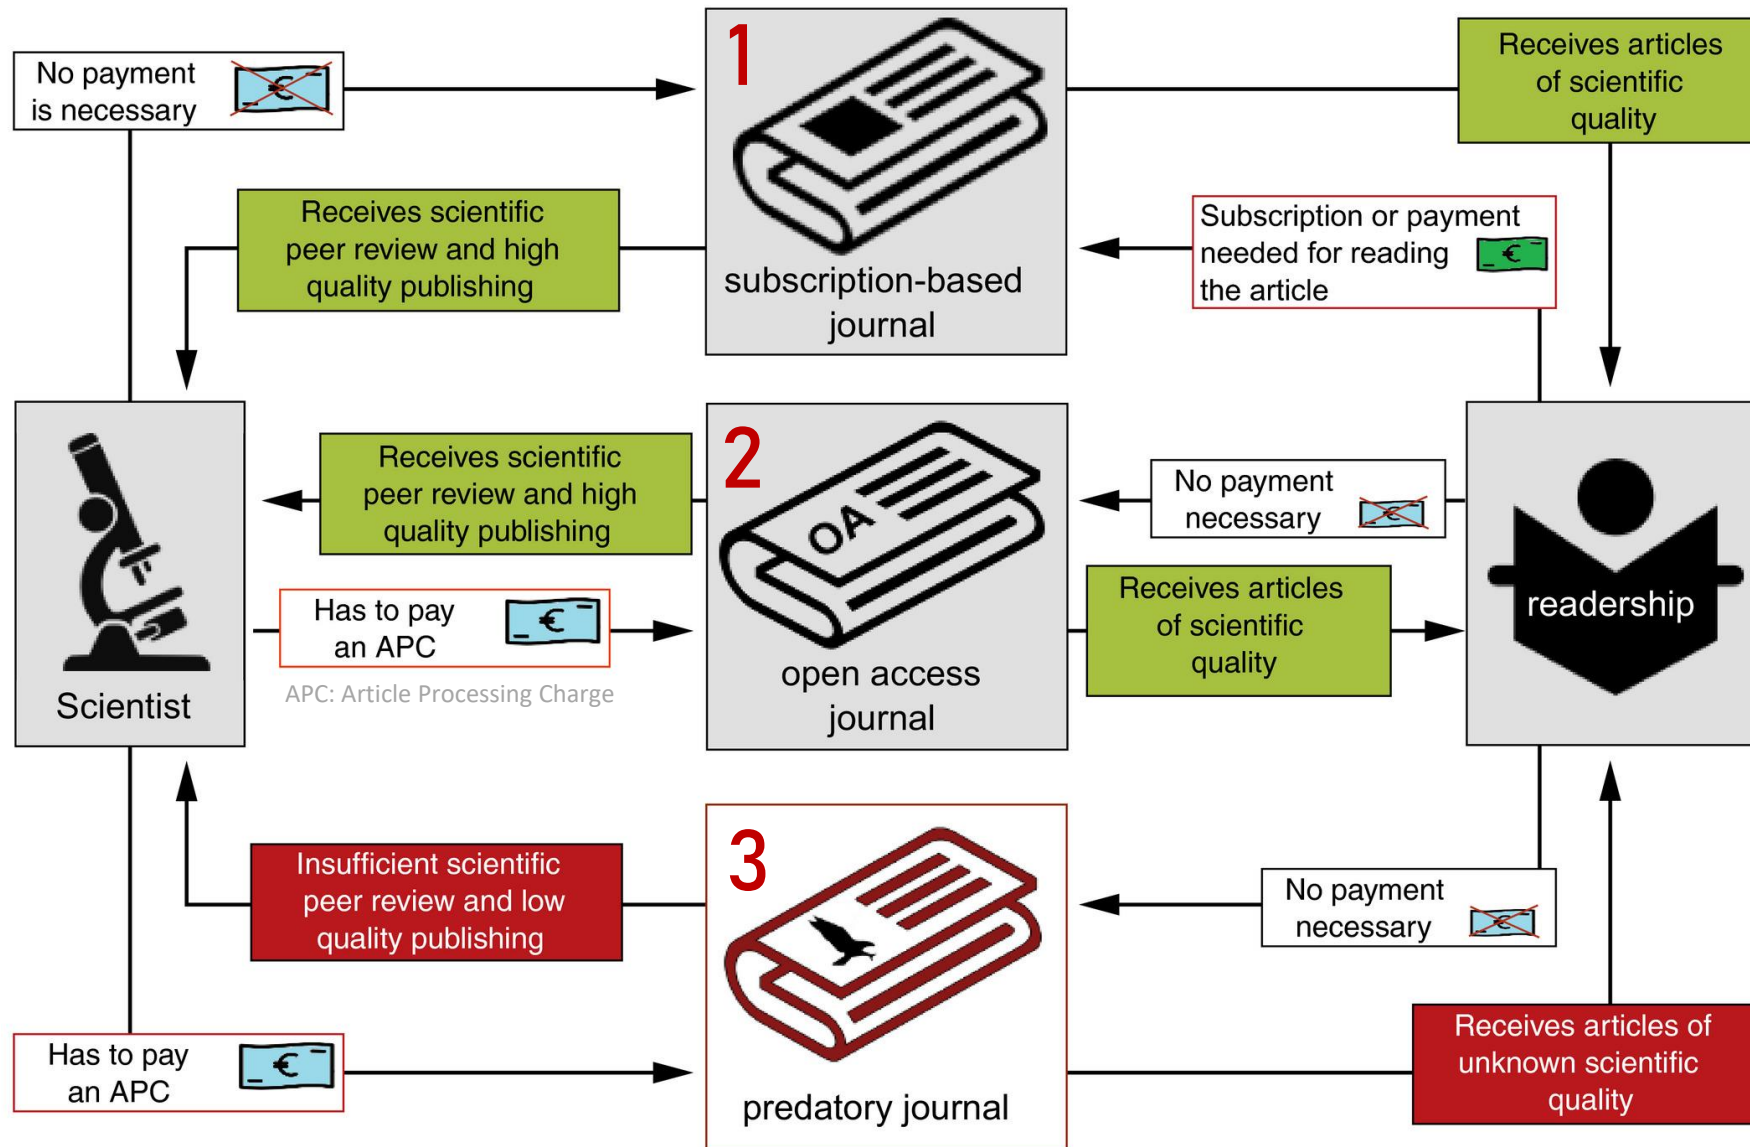 No payment
is necessary
€
1
subscription-based
journal
Receives articles
of scientific
quality
Receives scientific
peer review and high
quality publishing
Subscription or payment
needed for reading
the article
€
Scientist
Receives scientific
peer review and high
quality publishing
2
OA
open access
journal
No payment
necessary
€
Has to pay
an APC
€
APC: Article Processing Charge
Receives articles
of scientific
quality
readership
Insufficient scientific
peer review and low
quality publishing
3
predatory journal
No payment
necessary
€
Has to pay
an APC
€
Receives articles of
unknown scientific
quality